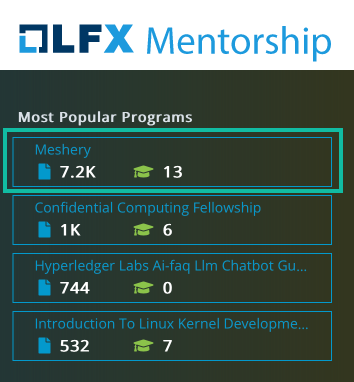 LFX Mentorship
Most Popular Programs
Meshery
7.2K 13
Confidential Computing Fellowship
1K 6
Hyperledger Labs Ai-faq Llm Chatbot Gu...
744 0
Introduction To Linux Kernel Developme...
532 7